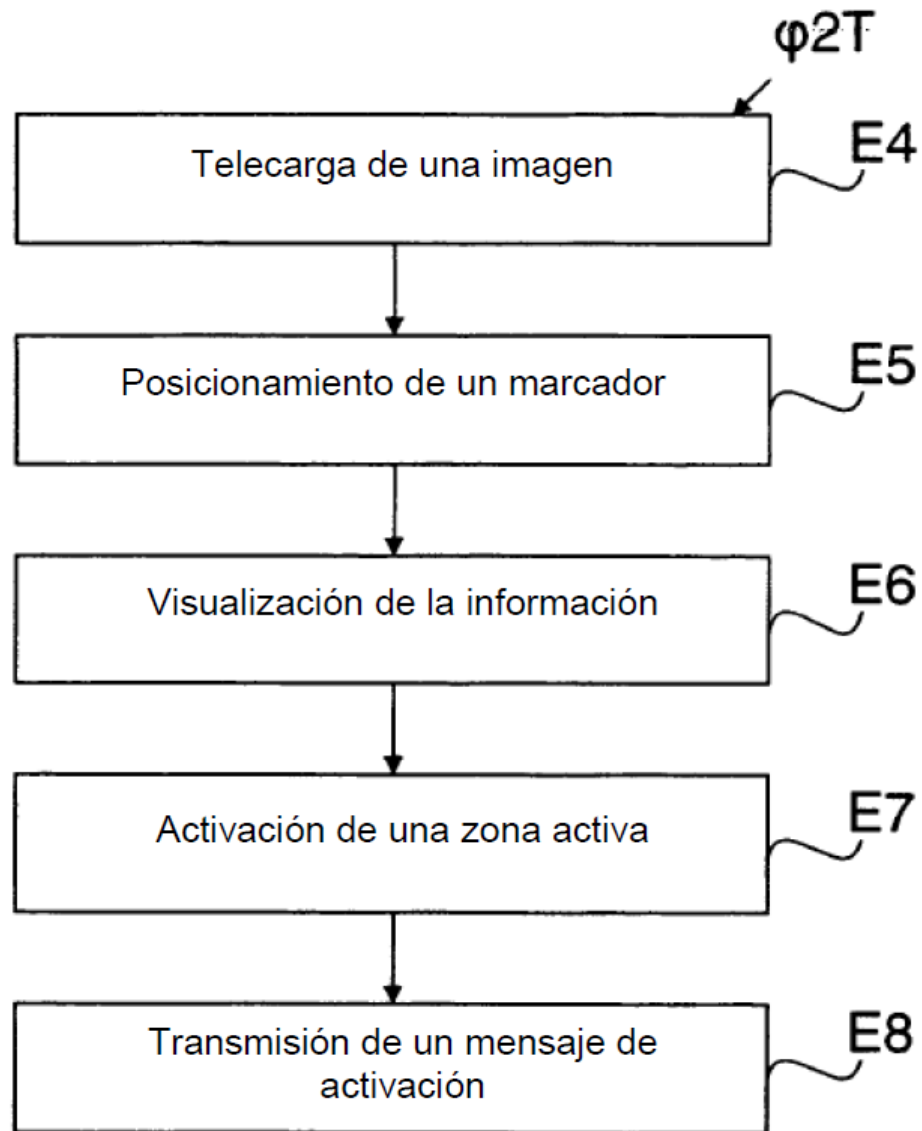 φ2T
Telecarga de una imagen
E4
Posicionamiento de un marcador
E5
Visualización de la información
E6
Activación de una zona activa
E7
Transmisión de un mensaje de
activación
E8